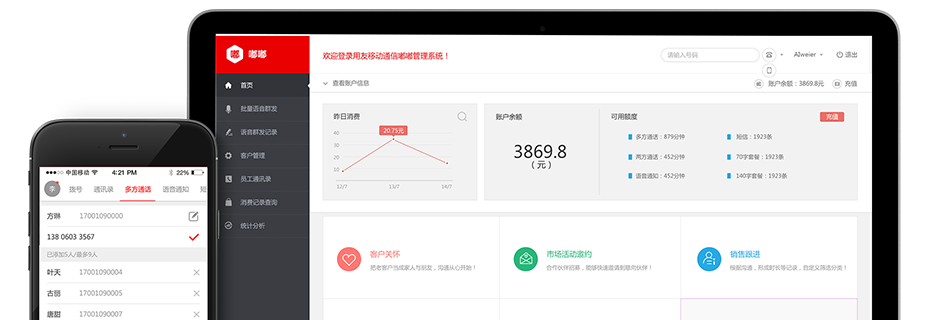 嘟嘟
欢迎登录用友移动通信嘟嘟管理系统！
请输入号码
Alweier
退出
查看账户信息
账户余额：3869.8元
充值
首页
批量语音群发
语音群发记录
客户管理
员工通讯录
消费记录查询
统计分析
昨日消费
40
30
20
10
20.75元
12/7
13/7
14/7
账户余额
3869.8
（元）
可用额度
充值
多方通话：879分钟
短信：1923条
两方通话：452分钟
70字套餐：1923条
语音通知：452分钟
140字套餐：1923条
客户关怀
把老客户当成家人与朋友，沟通从心开始！
市场活动邀约
合作伙伴招募，能够快速邀请到意向伙伴！
销售跟进
根据沟通，形成时长等记录，自定义筛选分类！
中国移动
4:21 PM
22%
李
拨号
通讯录
多方通话
语音通知
短
方琳
17001090000
138 0603 3567
已添加5人/最多9人
叶天
17001090004
古丽
17001090005
唐甜
17001090007